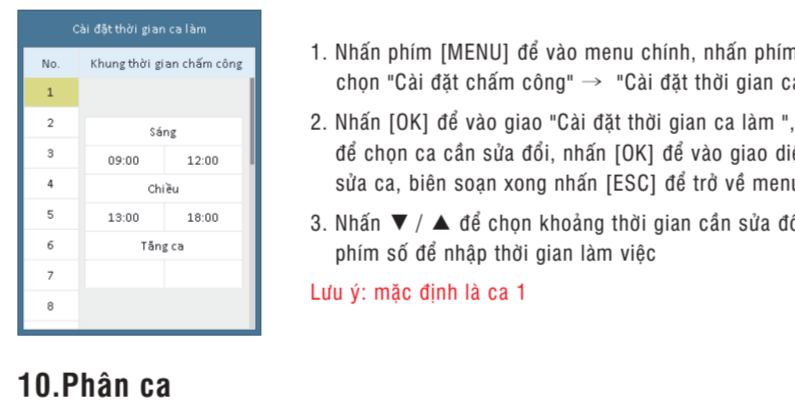 Cài đặt thời gian ca làm
No. Khung thời gian chấm công
1
2 Sáng
3 09:00 12:00
4 Chiều
5 13:00 18:00
6 Tăng ca
7
8
1. Nhấn phím [MENU] để vào menu chính, nhấn phím
chọn "Cài đặt chấm công" → "Cài đặt thời gian
2. Nhấn [OK] để vào giao "Cài đặt thời gian ca làm ",
để chọn ca cần sửa đổi, nhấn [OK] để vào giao
sửa ca, biên soạn xong nhấn [ESC] để trở về menu
3. Nhấn ▼ / ▲ để chọn khoảng thời gian cần sửa
phím số để nhập thời gian làm việc
Lưu ý: mặc định là ca 1
10.Phân ca